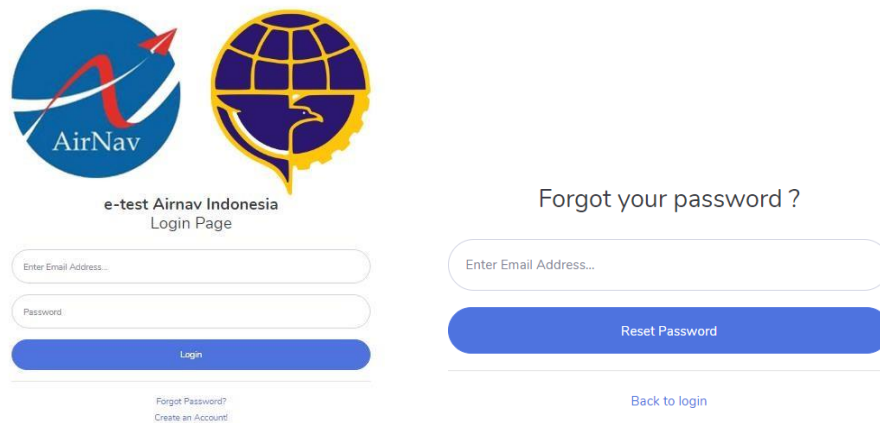 AirNav
e-test Airnav Indonesia
Login Page
Enter Email Address...
Password
Login
Forgot Password?
Create an Account!
Forgot your password ?
Enter Email Address...
Reset Password
Back to login